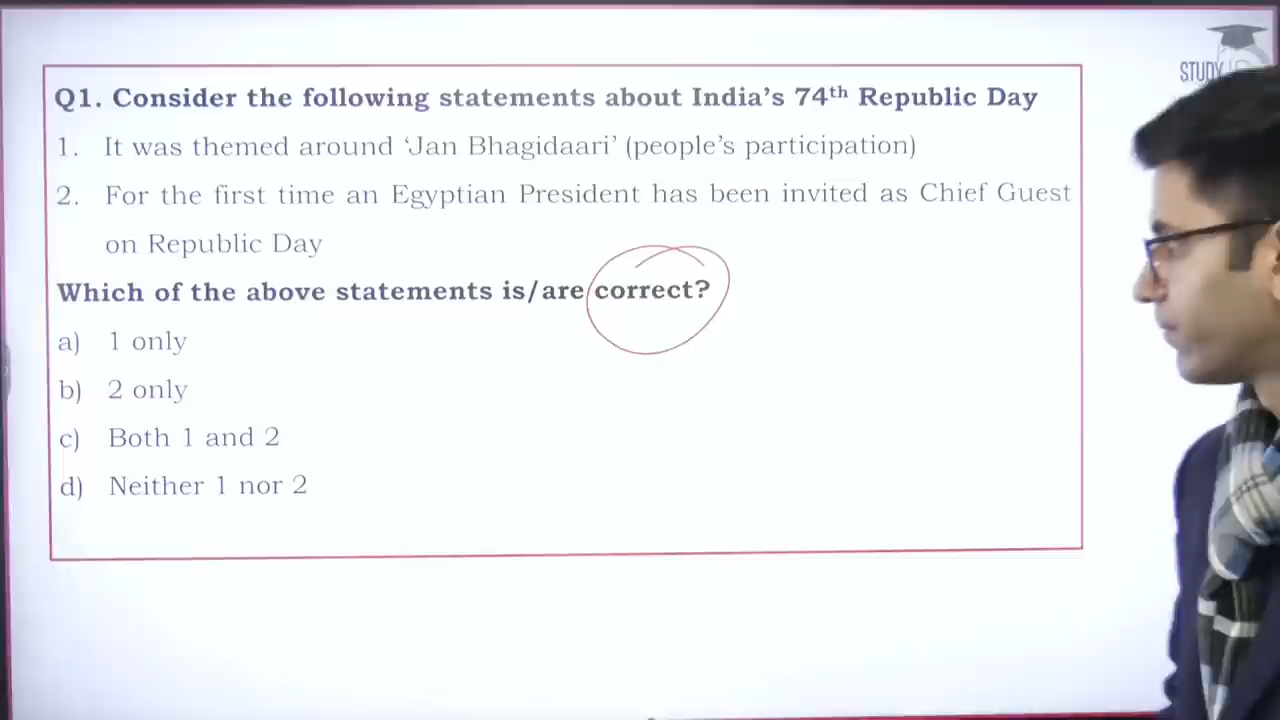 STUDY
Q1. Consider the following statements about India's 74th Republic Day
1. It was themed around 'Jan Bhagidaari' (people's participation)
2. For the first time an Egyptian President has been invited as Chief Guest
on Republic Day
Which of the above statements is/are correct?
a) 1 only
b) 2 only
c) Both 1 and 2
d) Neither 1 nor 2